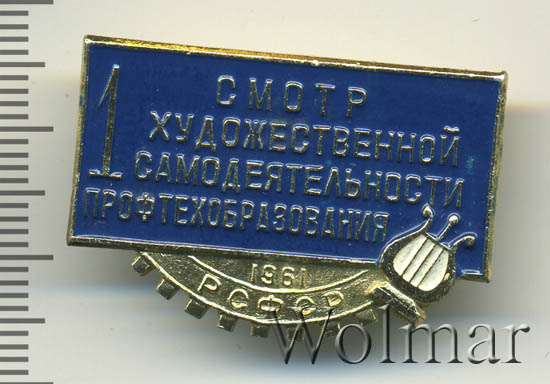 1
СМОТР
ХУДОЖЕСТВЕННОЙ
САМОДЕЯТЕЛЬНОСТИ
ПРОФТЕХОБРАЗОВАНИЯ
1961
РСФСР
Wolmar